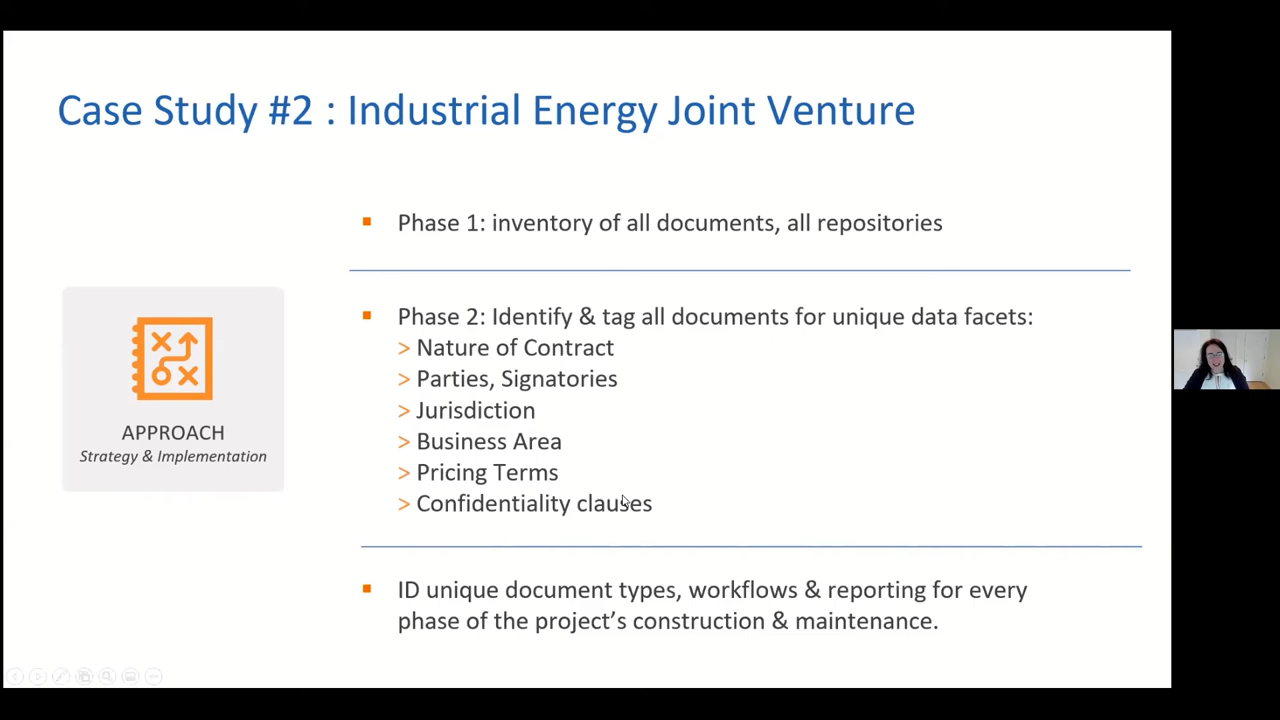 Case Study #2 : Industrial Energy Joint Venture
Phase 1: inventory of all documents, all repositories
Phase 2: Identify & tag all documents for unique data facets:
> Nature of Contract
> Parties, Signatories
> Jurisdiction
> Business Area
> Pricing Terms
> Confidentiality clauses
APPROACH
Strategy & Implementation
ID unique document types, workflows & reporting for every
phase of the project’s construction & maintenance.